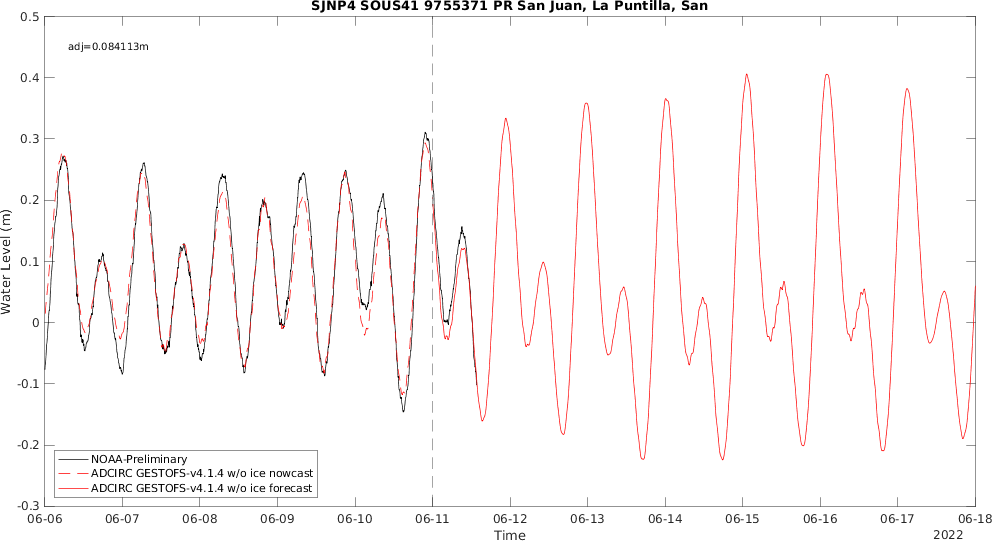 SJNP4 SOUS41 9755371 PR San Juan, La Puntilla, San
adj=0.084113m
0.5
0.4
0.3
0.2
0.1
0
-0.1
-0.2
-0.3
Water Level (m)
NOAA-Preliminary
ADCIRC GESTOFS-v4.1.4 w/o ice nowcast
ADCIRC GESTOFS-v4.1.4 w/o ice forecast
06-06 06-07 06-08 06-09 06-10 06-11 06-12 06-13 06-14 06-15 06-16 06-17 06-18
Time
2022